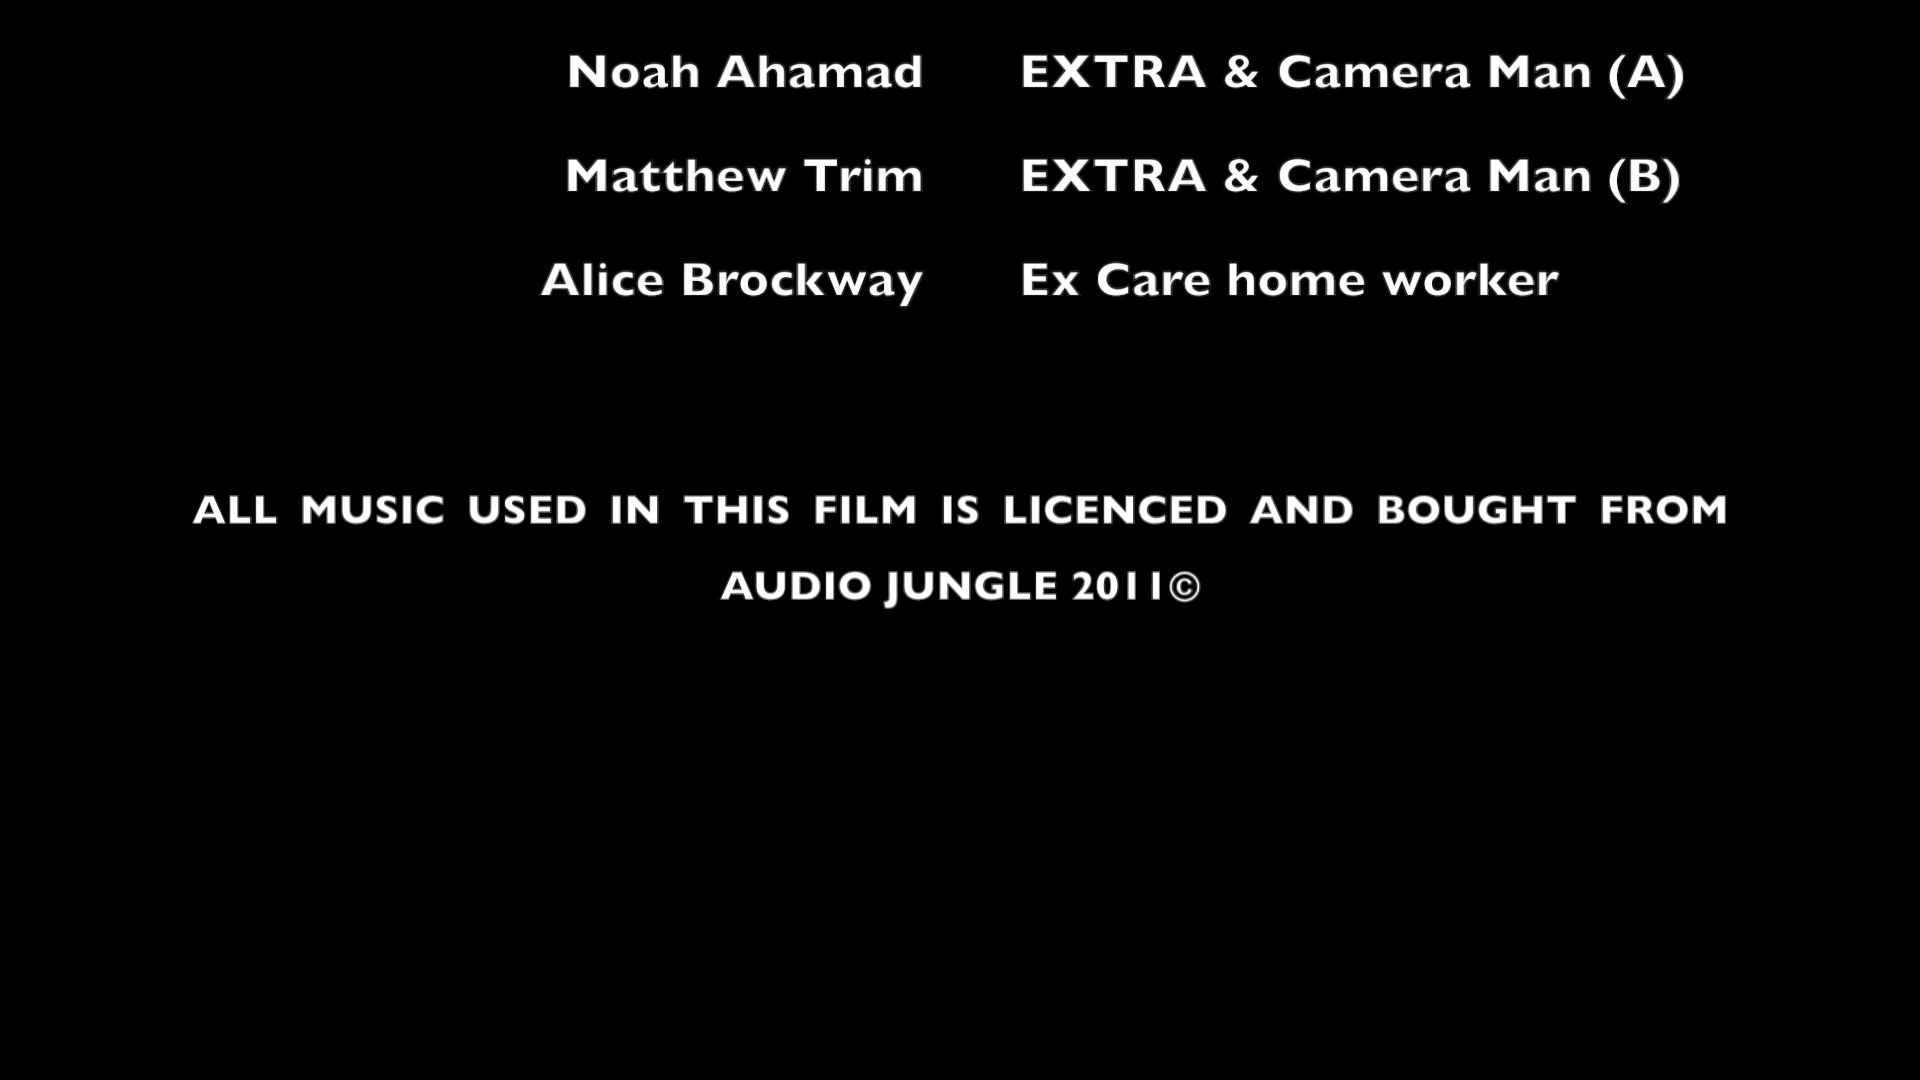 Noah Ahamad EXTRA & Camera Man (A)
Matthew Trim EXTRA & Camera Man (B)
Alice Brockway Ex Care home worker
ALL MUSIC USED IN THIS FILM IS LICENCED AND BOUGHT FROM
AUDIO JUNGLE 2011©